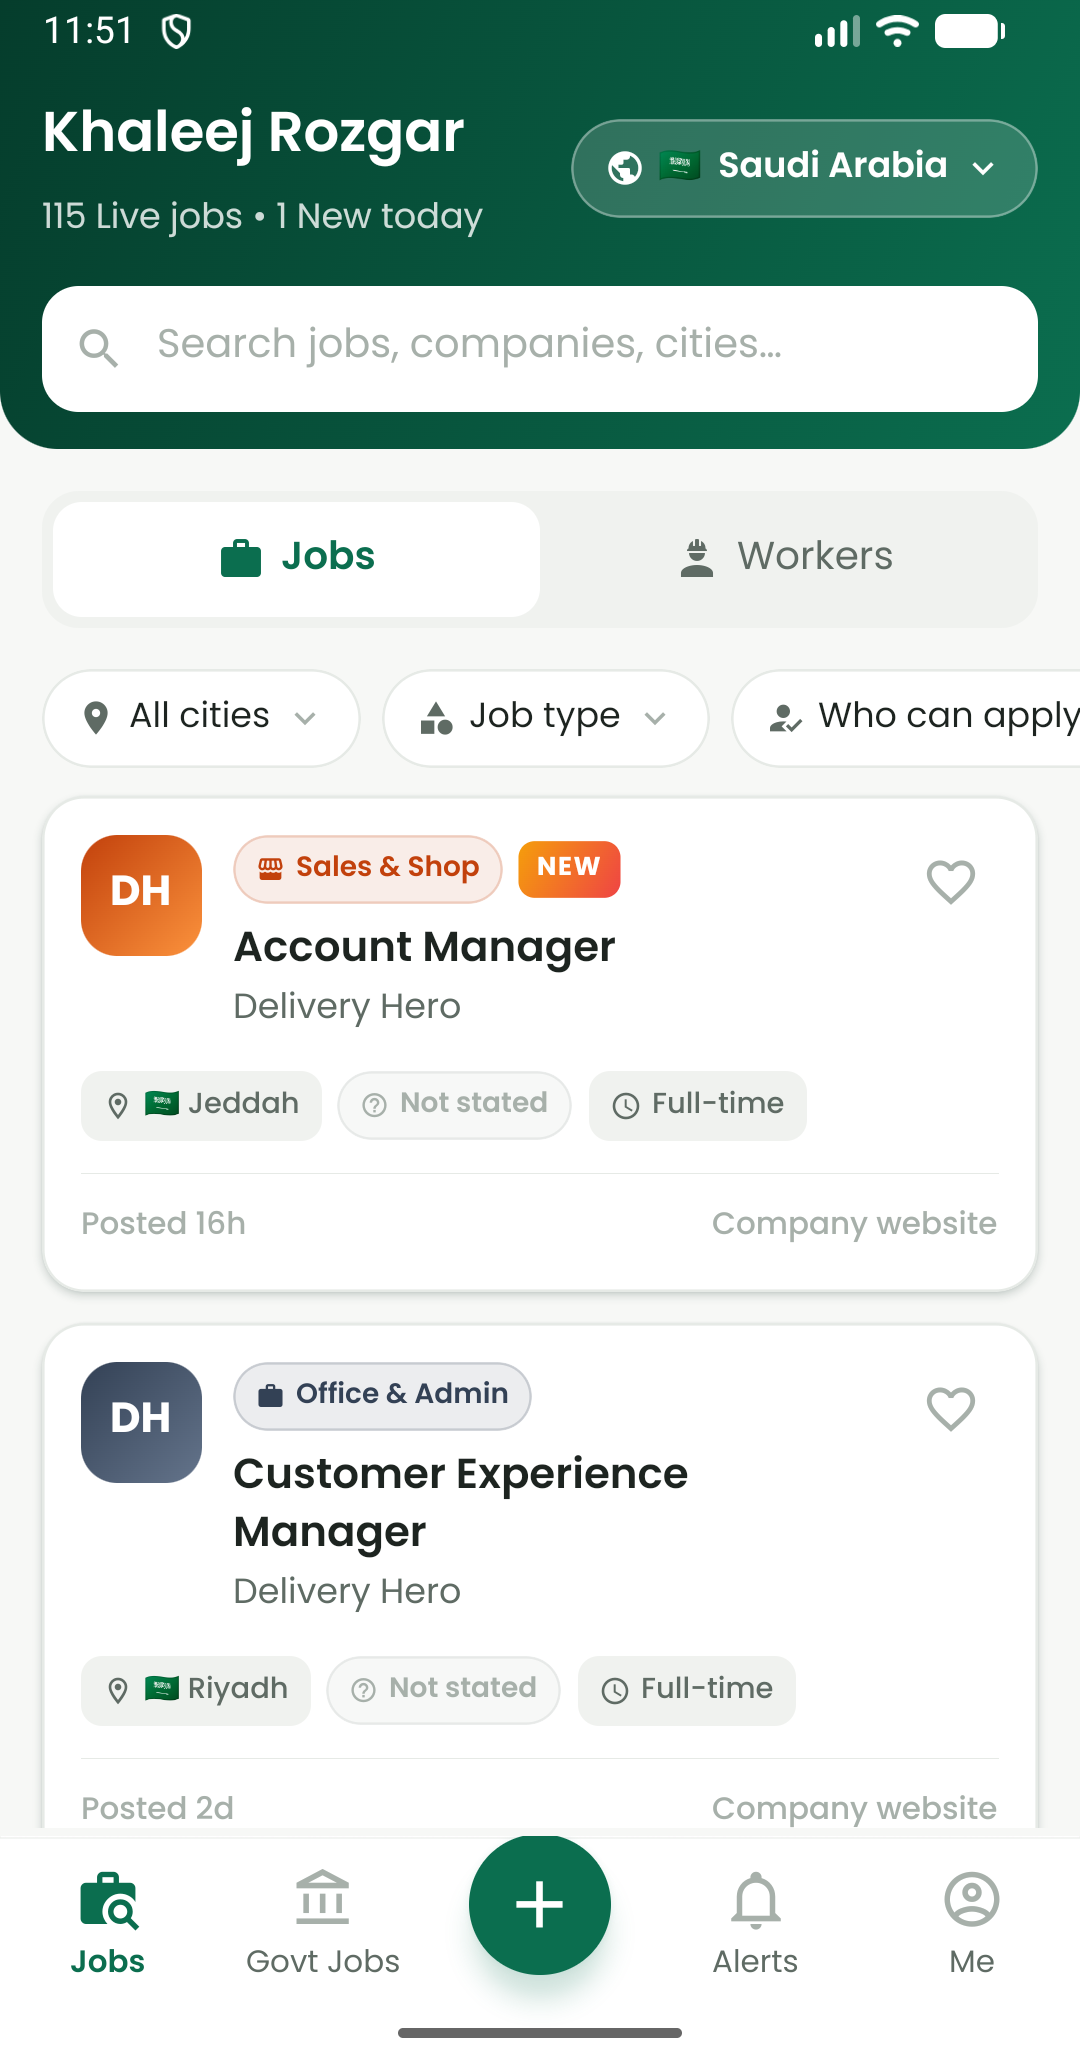 11:51
Khaleej Rozgar
Saudi Arabia
115 Live jobs • 1 New today
Search jobs, companies, cities...
Jobs
Workers
All cities
Job type
Who can apply
DH
Sales & Shop
NEW
Account Manager
Delivery Hero
Jeddah
Not stated
Full-time
Posted 16h
Company website
DH
Office & Admin
Customer Experience
Manager
Delivery Hero
Riyadh
Not stated
Full-time
Posted 2d
Company website
Jobs
Govt Jobs
Alerts
Me